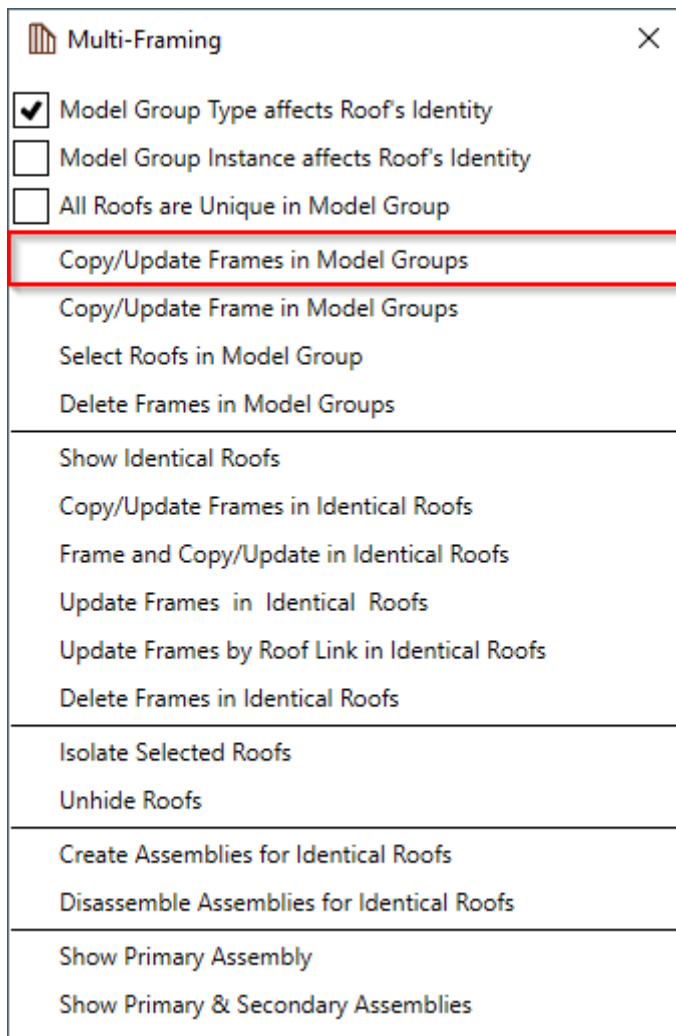 Multi-Framing
Model Group Type affects Roof's Identity
Model Group Instance affects Roof's Identity
All Roofs are Unique in Model Group
Copy/Update Frames in Model Groups
Copy/Update Frame in Model Groups
Select Roofs in Model Group
Delete Frames in Model Groups
Show Identical Roofs
Copy/Update Frames in Identical Roofs
Frame and Copy/Update in Identical Roofs
Update Frames  in  Identical  Roofs
Update Frames by Roof Link in Identical Roofs
Delete Frames in Identical Roofs
Isolate Selected Roofs
Unhide Roofs
Create Assemblies for Identical Roofs
Disassemble Assemblies for Identical Roofs
Show Primary Assembly
Show Primary & Secondary Assemblies